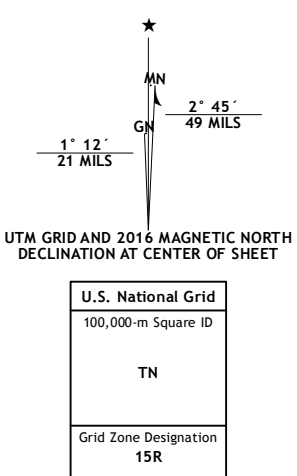 ★
MN
2° 45´
49 MILS
GN
1° 12´
21 MILS
UTM GRID AND 2016 MAGNETIC NORTH
DECLINATION AT CENTER OF SHEET
U.S. National Grid
100,000-m Square ID
TN
Grid Zone Designation
15R